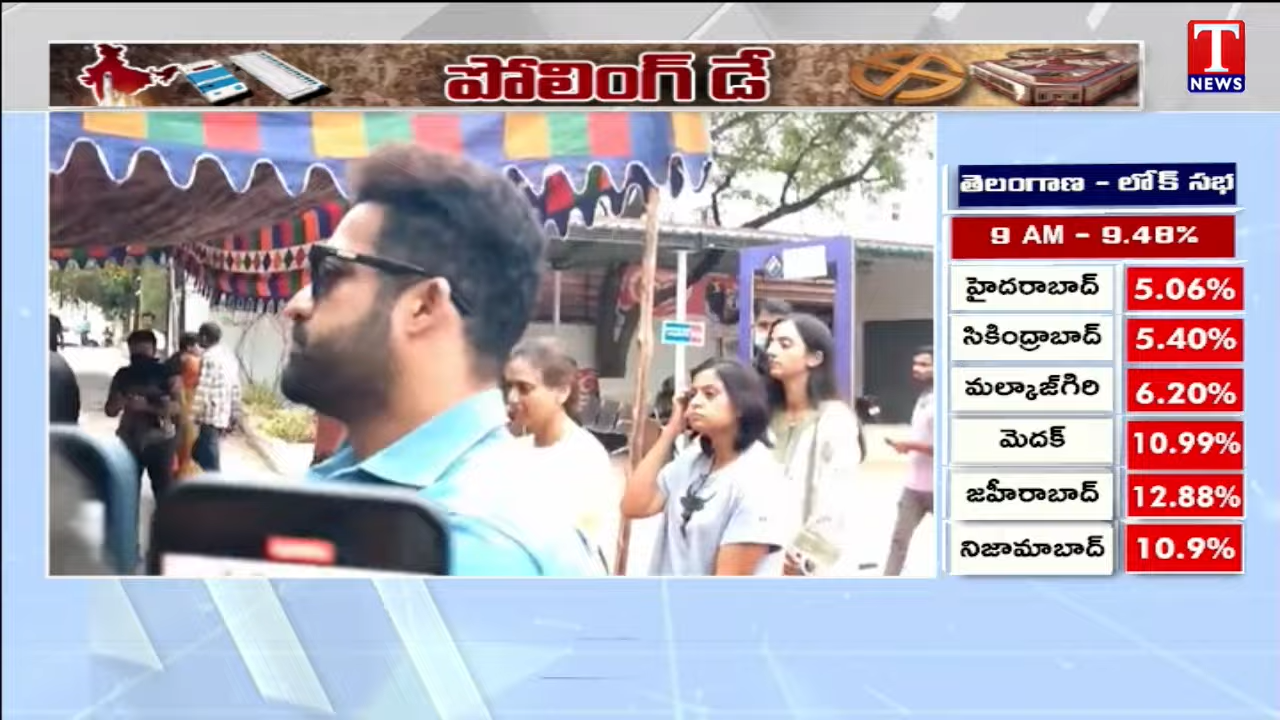 పోలింగ్ డే
T
NEWS
తెలంగాణ - లోక్ సభ
9 AM - 9.48%
హైదరాబాద్ 5.06%
సికింద్రాబాద్ 5.40%
మల్కాజ్‌గిరి 6.20%
మెదక్ 10.99%
జహీరాబాద్ 12.88%
నిజామాబాద్ 10.9%